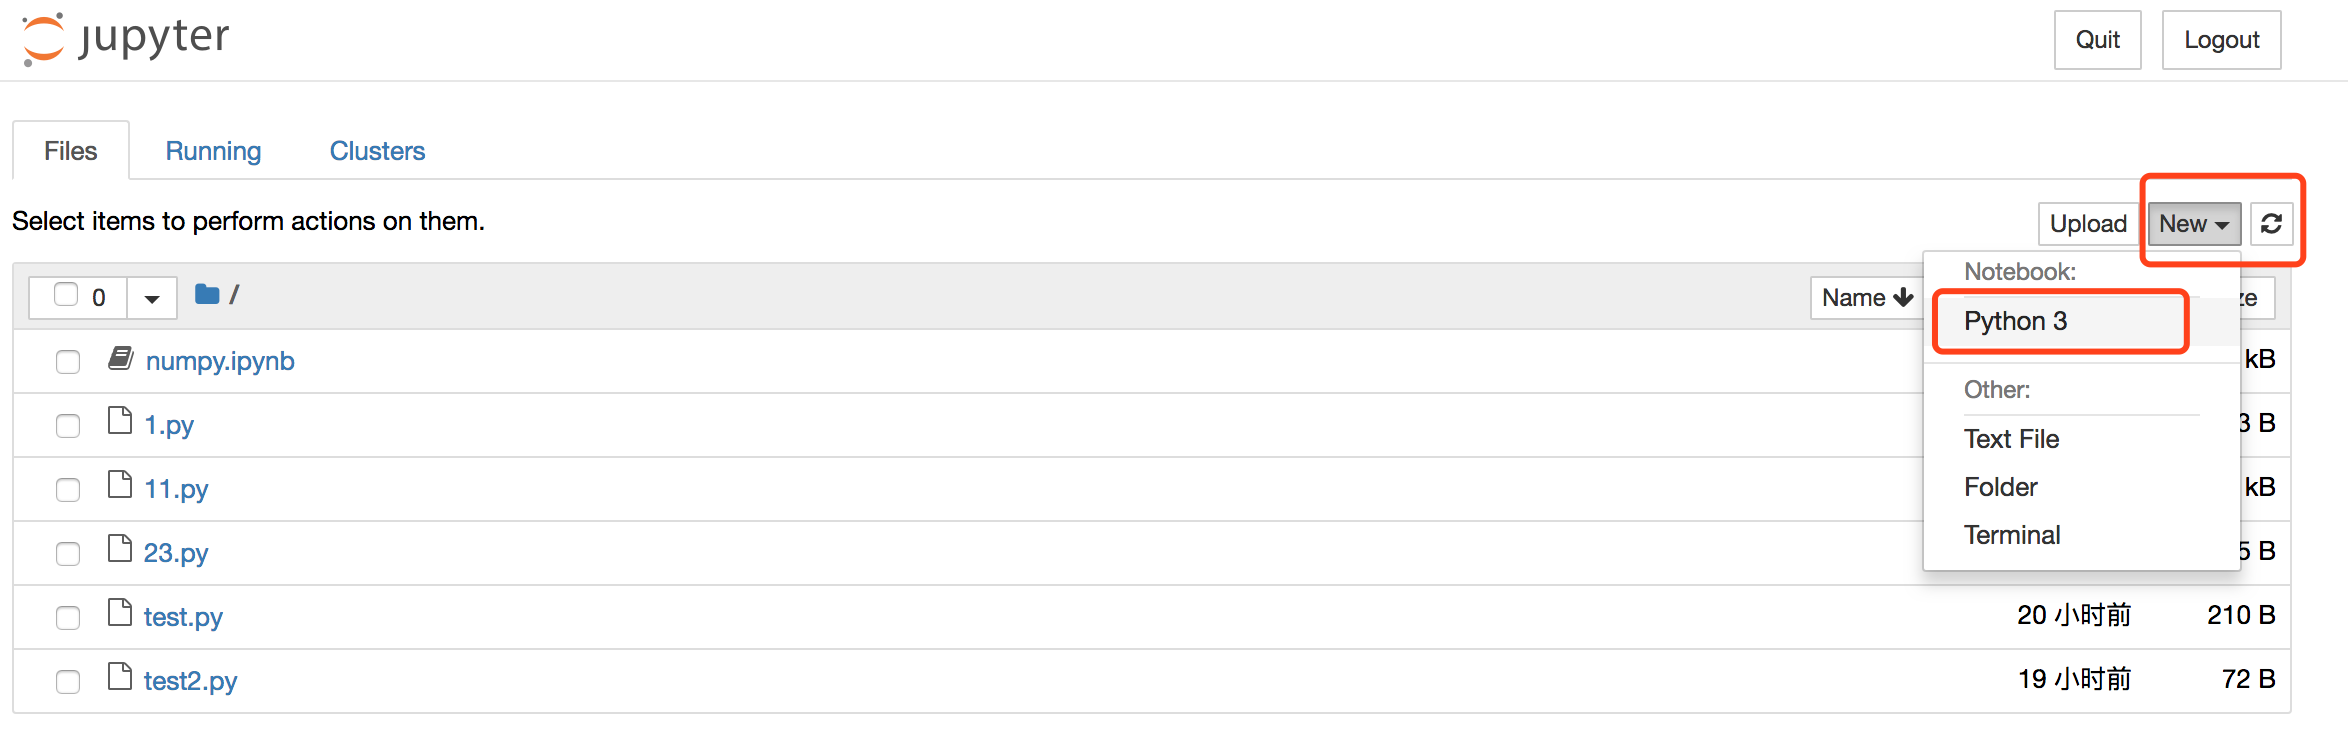 jupyter
Quit Logout
Files Running Clusters
Select items to perform actions on them.
Upload New
Notebook:
0 / Name
Python 3
numpy.ipynb kB
Other:
1.py 3 B
Text File
11.py kB
Folder
23.py 5 B
Terminal
test.py 20 小时前 210 B
test2.py 19 小时前 72 B